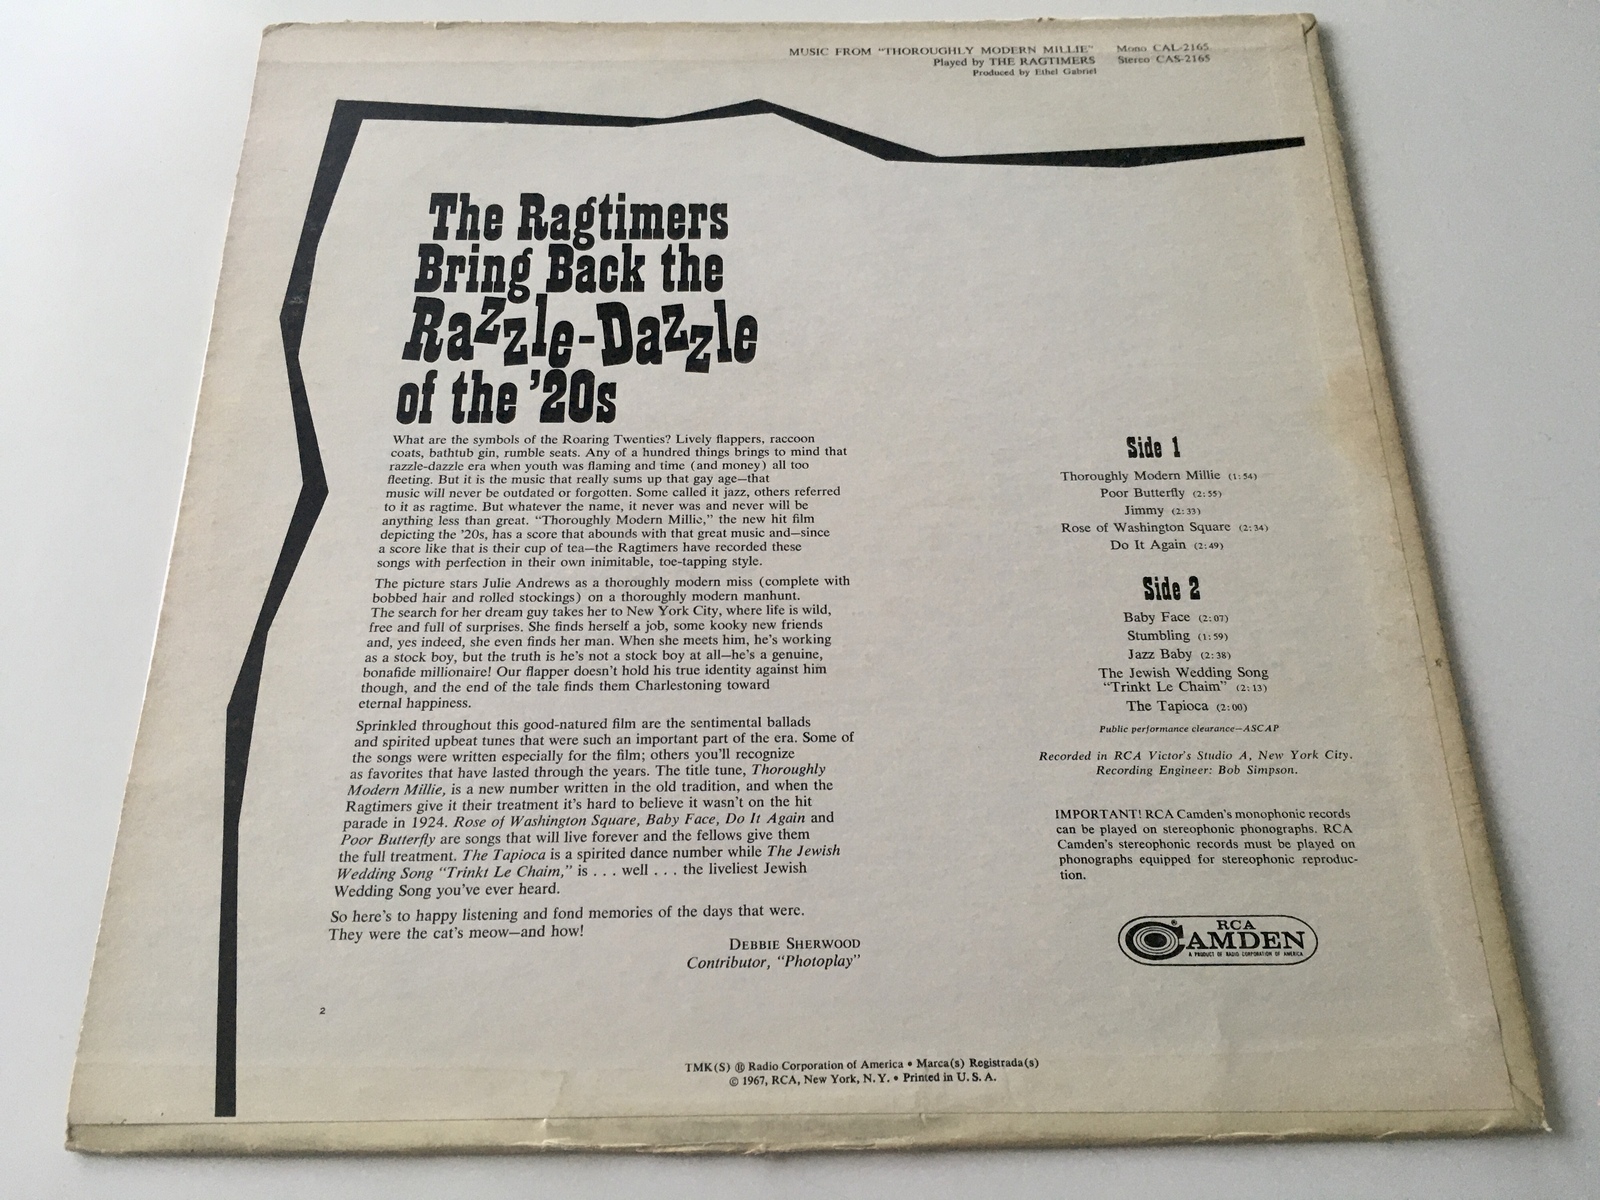 MUSIC FROM "THOROUGHLY MODERN MILLIE"
Played by THE RAGTIMERS
Produced by Ethel Gabriel
Mono CAL-2165
Stereo CAS-2165
The Ragtimers
Bring Back the
Razzle-Dazzle
of the '20s
What are the symbols of the Roaring Twenties? Lively flappers, raccoon
coats, bathtub gin, rumble seats. Any of a hundred things brings to mind that
razzle-dazzle era when youth was flaming and time (and money) all too
fleeting. But it is the music that really sums up that gay age—that
music will never be outdated or forgotten. Some called it jazz, others referred
to it as ragtime. But whatever the name, it never was and never will be
anything less than great. "Thoroughly Modern Millie," the new hit film
depicting the '20s, has a score that abounds with that great music and—since
a score like that is their cup of tea—the Ragtimers have recorded these
songs with perfection in their own inimitable, toe-tapping style.
The picture stars Julie Andrews as a thoroughly modern miss (complete with
bobbed hair and rolled stockings) on a thoroughly modern manhunt.
The search for her dream guy takes her to New York City, where life is wild,
free and full of surprises. She finds herself a job, some kooky new friends
and, yes indeed, she even finds her man. When she meets him, he's working
as a stock boy, but the truth is he's not a stock boy at all—he's a genuine,
bonafide millionaire! Our flapper doesn't hold his true identity against him
though, and the end of the tale finds them Charlestoning toward
eternal happiness.
Sprinkled throughout this good-natured film are the sentimental ballads
and spirited upbeat tunes that were such an important part of the era. Some of
the songs were written especially for the film; others you'll recognize
as favorites that have lasted through the years. The title tune, Thoroughly
Modern Millie, is a new number written in the old tradition, and when the
Ragtimers give it their treatment it's hard to believe it wasn't on the hit
parade in 1924. Rose of Washington Square, Baby Face, Do It Again and
Poor Butterfly are songs that will live forever and the fellows give them
the full treatment. The Tapioca is a spirited dance number while The Jewish
Wedding Song "Trinkt Le Chaim," is . . . well . . . the liveliest Jewish
Wedding Song you've ever heard.
So here's to happy listening and fond memories of the days that were.
They were the cat's meow—and how!
DEBBIE SHERWOOD
Contributor, "Photoplay"
2
Side 1
Thoroughly Modern Millie (1:54)
Poor Butterfly (2:55)
Jimmy (2:33)
Rose of Washington Square (2:34)
Do It Again (2:49)
Side 2
Baby Face (2:07)
Stumbling (1:59)
Jazz Baby (2:38)
The Jewish Wedding Song
"Trinkt Le Chaim" (2:13)
The Tapioca (2:00)
Public performance clearance—ASCAP
Recorded in RCA Victor's Studio A, New York City.
Recording Engineer: Bob Simpson.
IMPORTANT! RCA Camden's monophonic records
can be played on stereophonic phonographs. RCA
Camden's stereophonic records must be played on
phonographs equipped for stereophonic reproduc-
tion.
RCA
CAMDEN
A PRODUCT OF RADIO CORPORATION OF AMERICA
TMK(S) ® Radio Corporation of America • Marca(s) Registrada(s)
© 1967, RCA, New York, N. Y. • Printed in U. S. A.